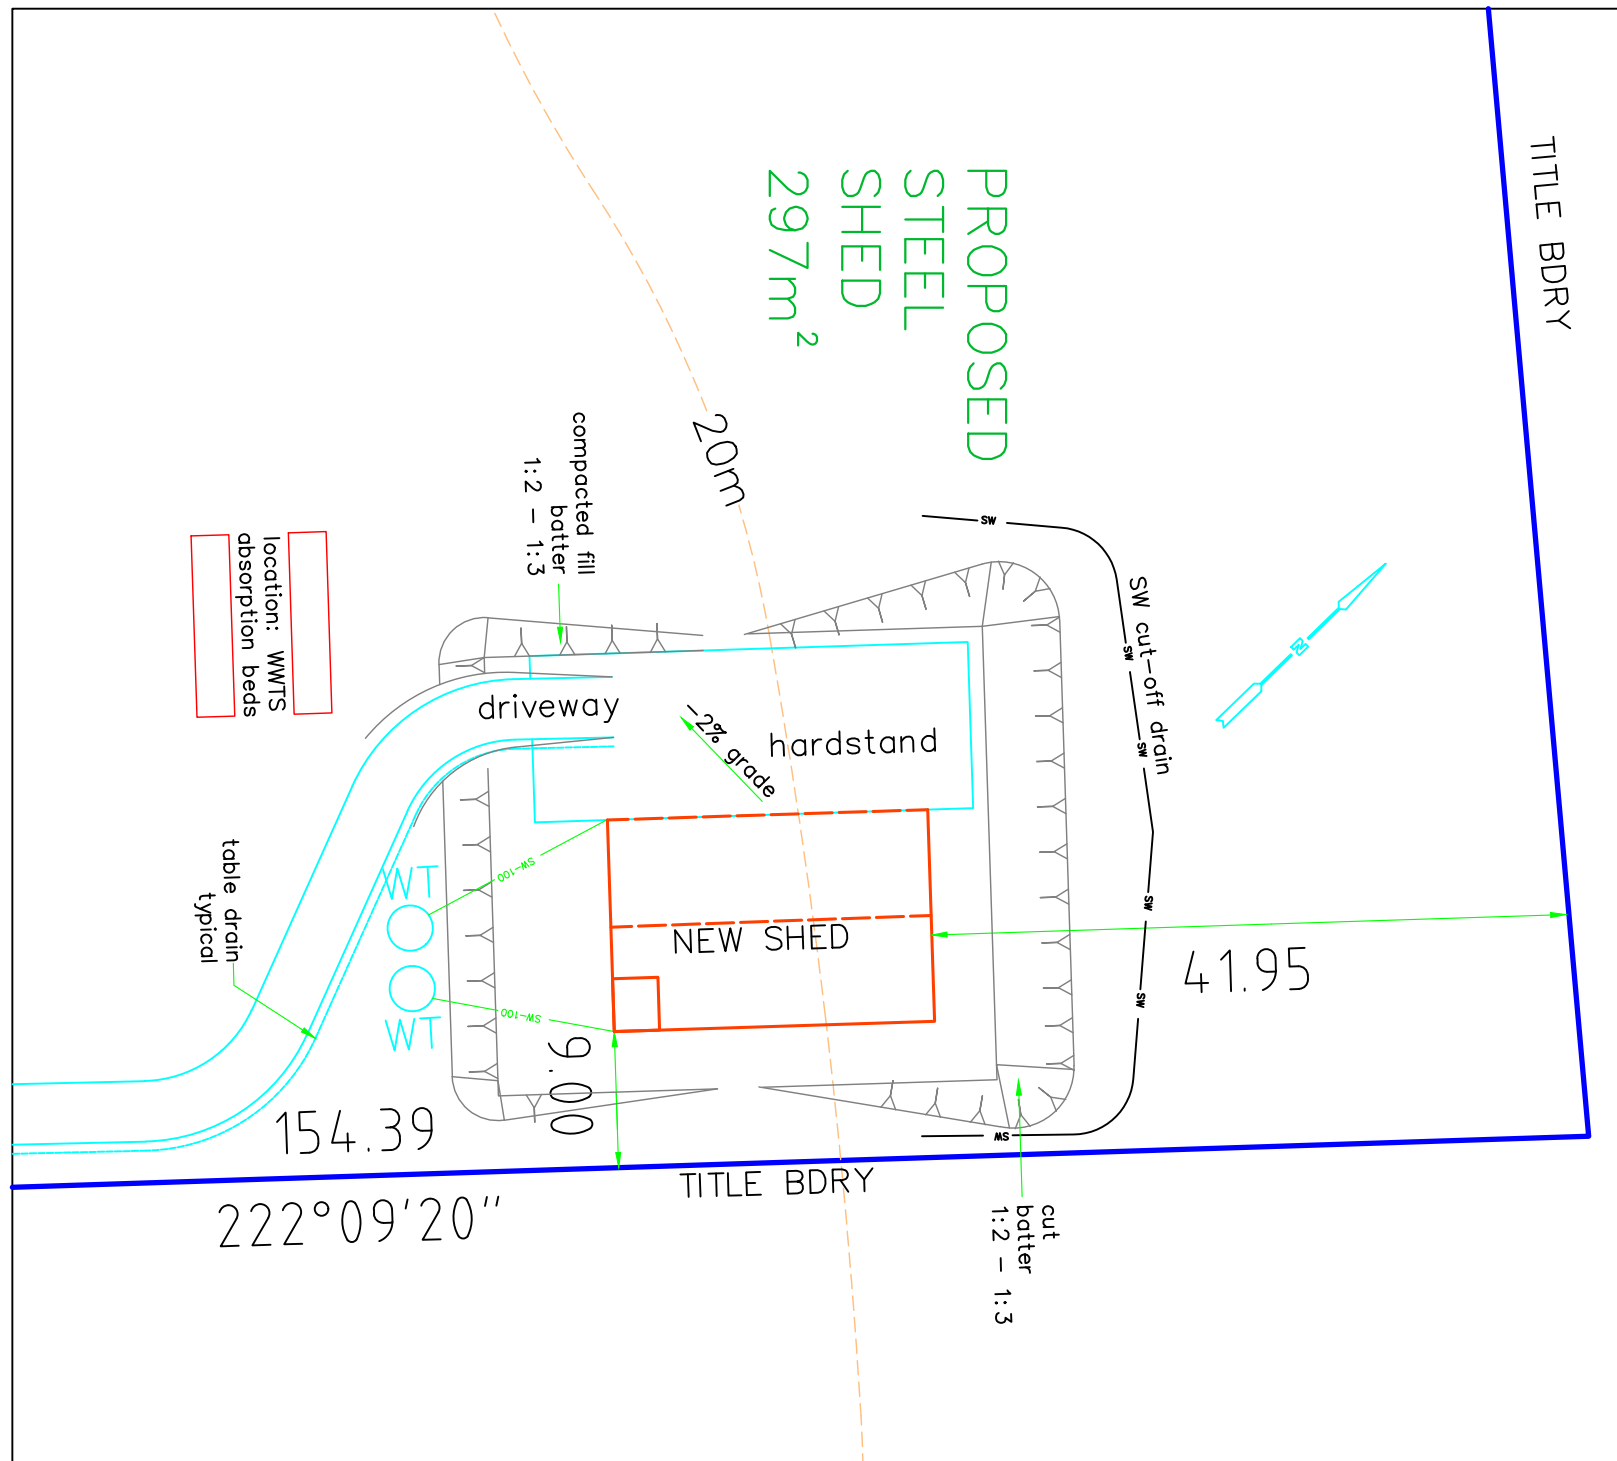 TITLE BDRY
PROPOSED
STEEL
SHED
297m²
20m
compacted fill
batter
1:2 - 1:3
SW
SW cut-off drain
SW
SW
SW
SW
SW
N
location: WWTS
absorption beds
driveway
-2% grade
hardstand
table drain
typical
WT
WT
SW-100
SW-100
NEW SHED
41.95
9.00
154.39
222°09'20"
TITLE BDRY
cut
batter
1:2 - 1:3